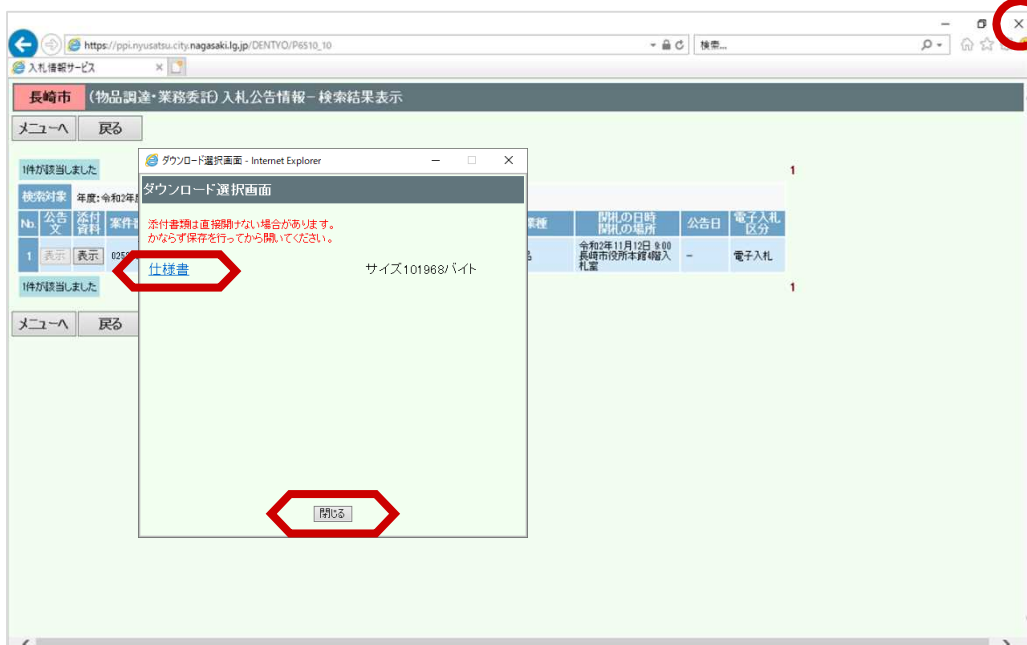 https://ppi.nyusatsu.city.nagasaki.lg.jp/DENTYO/P6510_10
検索...
入札情報サービス
長崎市 (物品調達・業務委託) 入札公告情報－検索結果表示
メニューへ 戻る
1件が該当しました 1
検索対象 年度:令和2年
No. 公告文 添付資料 案件 業種 開札の日時 開札の場所 公告日 電子入札区分
1 表示 表示 025 令和2年11月12日 9:00
長崎市役所本館4階入札室 － 電子入札
1件が該当しました 1
メニューへ 戻る
ダウンロード選択画面 - Internet Explorer
ダウンロード選択画面
添付書類は直接開けない場合があります。
かならず保存を行ってから開いてください。
仕様書 サイズ101968バイト
閉じる